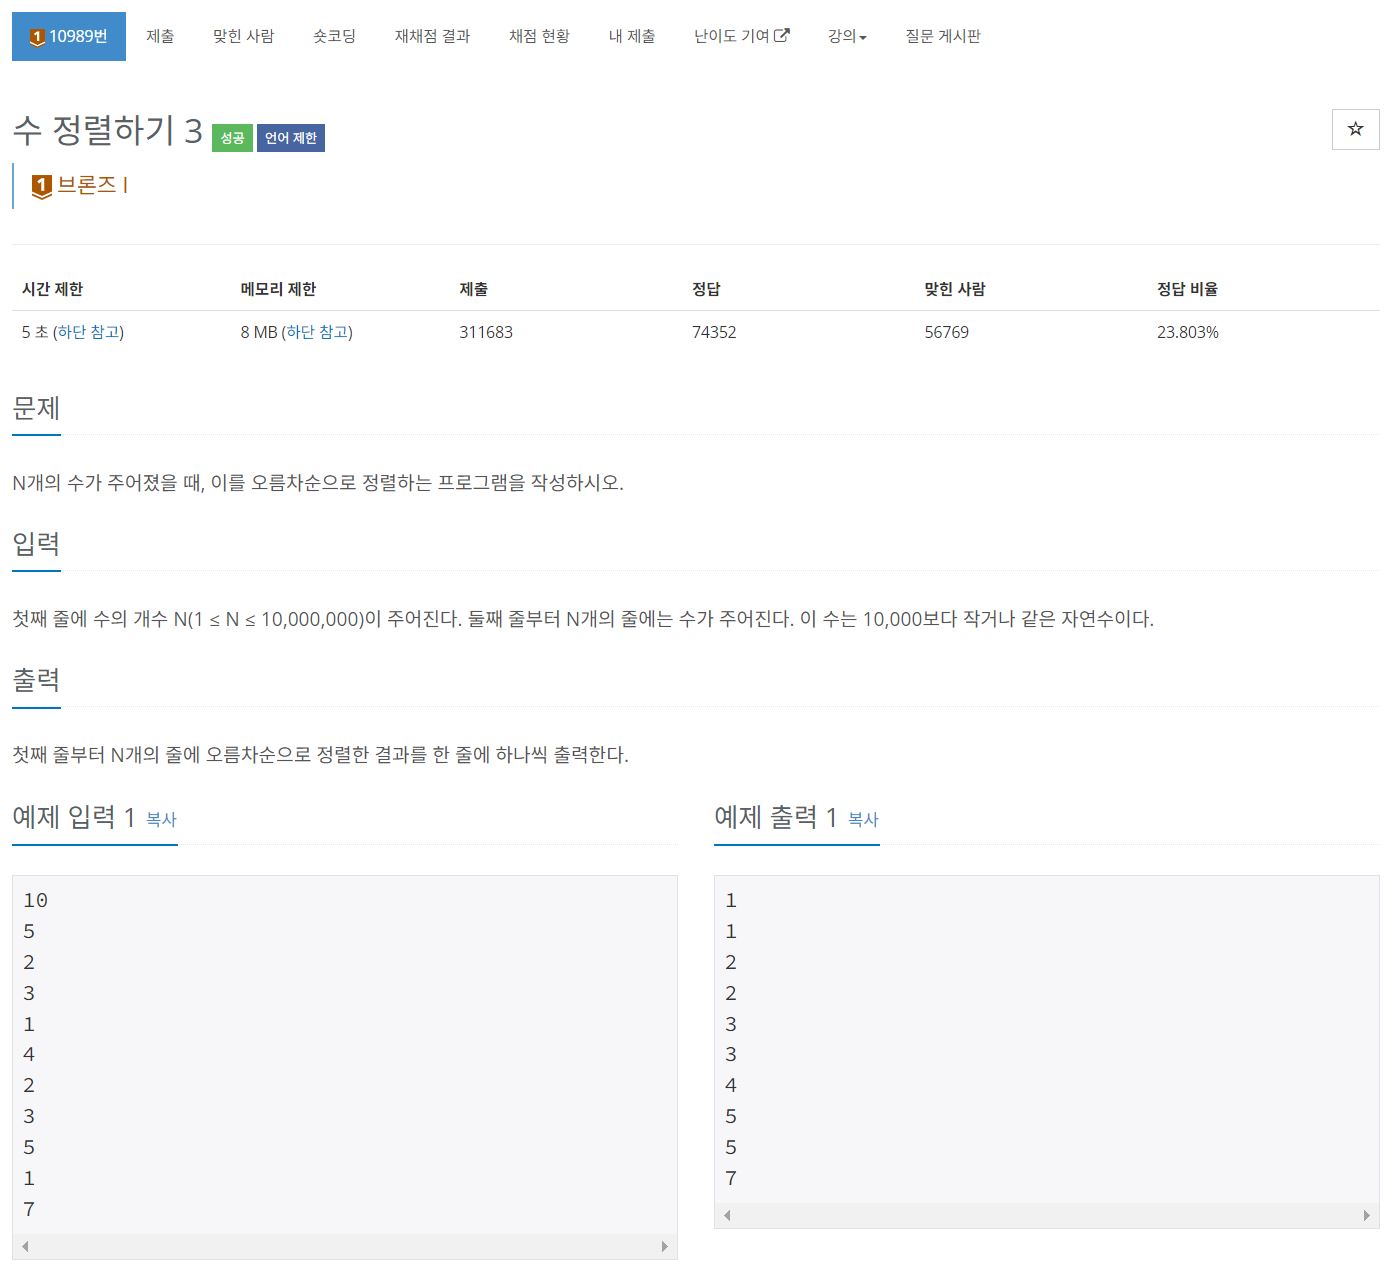 1 10989번 제출 맞힌 사람 숏코딩 재채점 결과 채점 현황 내 제출 난이도 기여 강의 질문 게시판
수 정렬하기 3 성공 언어 제한
1 브론즈 I
시간 제한 메모리 제한 제출 정답 맞힌 사람 정답 비율
5 초 (하단 참고) 8 MB (하단 참고) 311683 74352 56769 23.803%
문제
N개의 수가 주어졌을 때, 이를 오름차순으로 정렬하는 프로그램을 작성하시오.
입력
첫째 줄에 수의 개수 N(1 ≤ N ≤ 10,000,000)이 주어진다. 둘째 줄부터 N개의 줄에는 수가 주어진다. 이 수는 10,000보다 작거나 같은 자연수이다.
출력
첫째 줄부터 N개의 줄에 오름차순으로 정렬한 결과를 한 줄에 하나씩 출력한다.
예제 입력 1 복사
10
5
2
3
1
4
2
3
5
1
7
예제 출력 1 복사
1
1
2
2
3
3
4
5
5
7